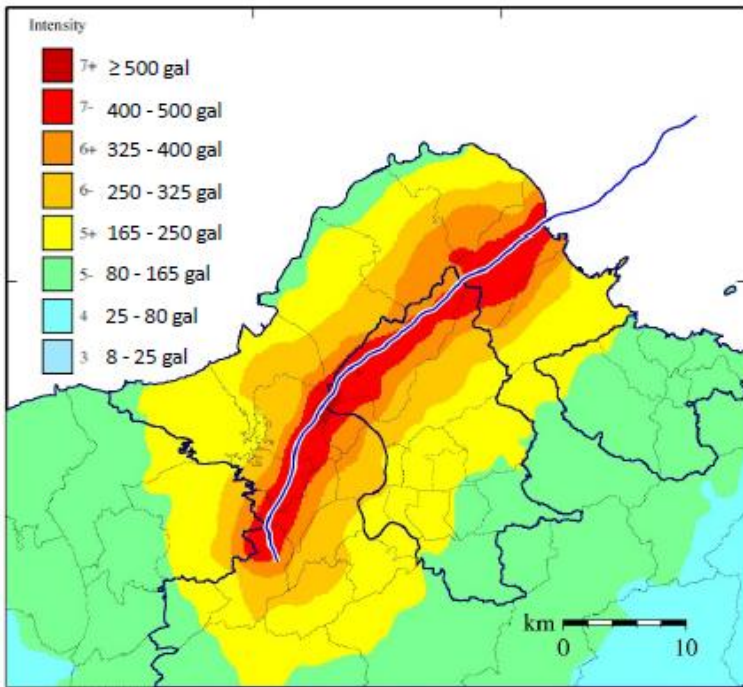 Intensity
7+ ≥ 500 gal
7- 400 - 500 gal
6+ 325 - 400 gal
6- 250 - 325 gal
5+ 165 - 250 gal
5- 80 - 165 gal
4 25 - 80 gal
3 8 - 25 gal
km
0 10